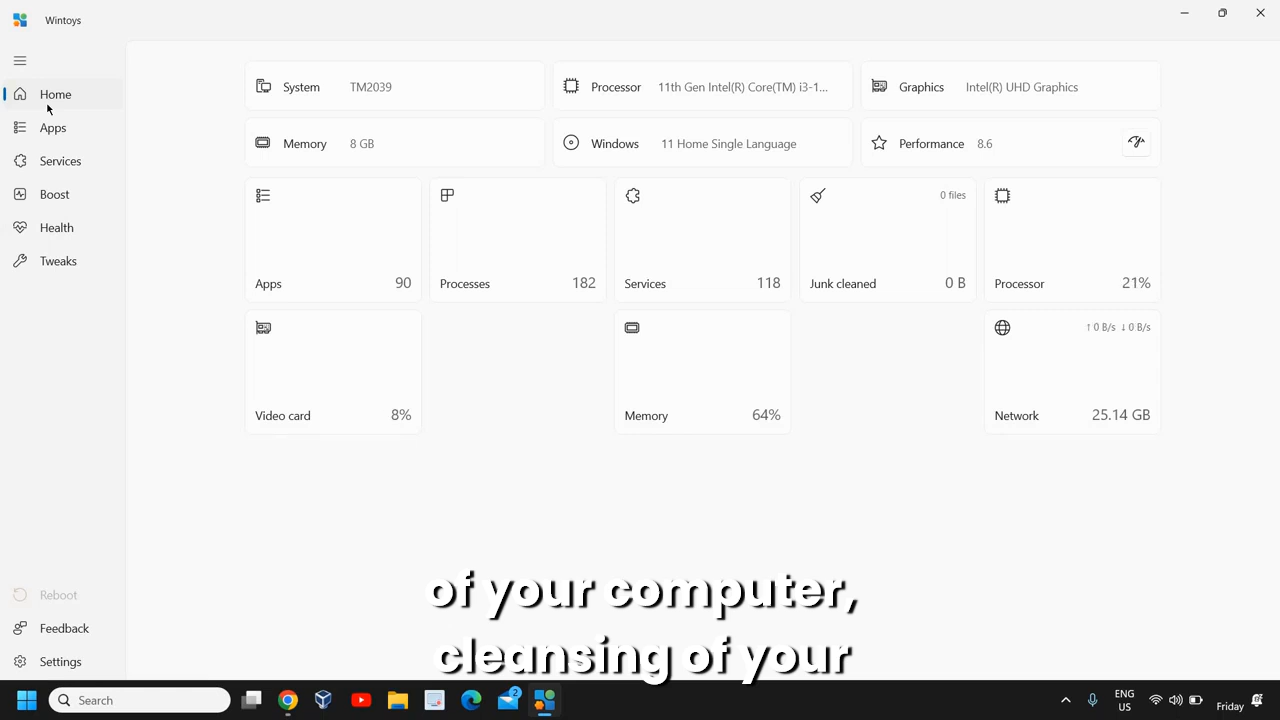 Wintoys
Home
Apps
Services
Boost
Health
Tweaks
Reboot
Feedback
Settings
System TM2039
Processor 11th Gen Intel(R) Core(TM) i3-1...
Graphics Intel(R) UHD Graphics
Memory 8 GB
Windows 11 Home Single Language
Performance 8.6
Apps 90
Processes 182
Services 118
0 files
Junk cleaned 0 B
Processor 21%
Video card 8%
Memory 64%
↑ 0 B/s ↓ 0 B/s
Network 25.14 GB
of your computer,
cleansing of your
Search
2
ENG
US
Friday